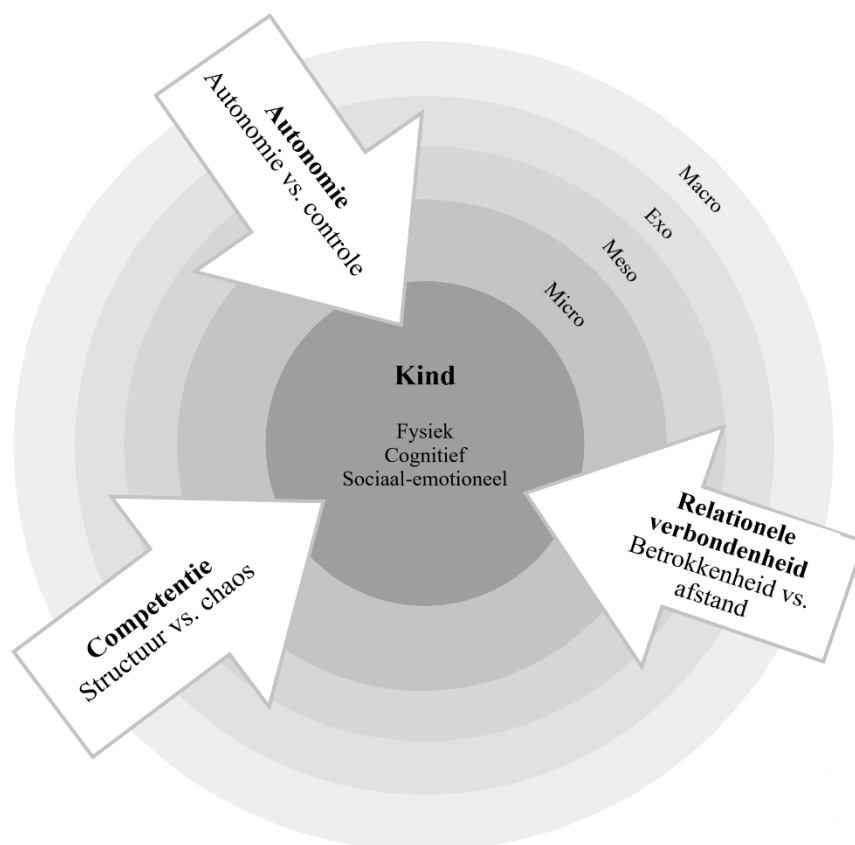 Autonomie
Autonomie vs. controle
Macro
Exo
Meso
Micro
Kind
Fysiek
Cognitief
Sociaal-emotioneel
Relationele
verbondenheid
Betrokkenheid vs.
afstand
Competentie
Structuur vs. chaos